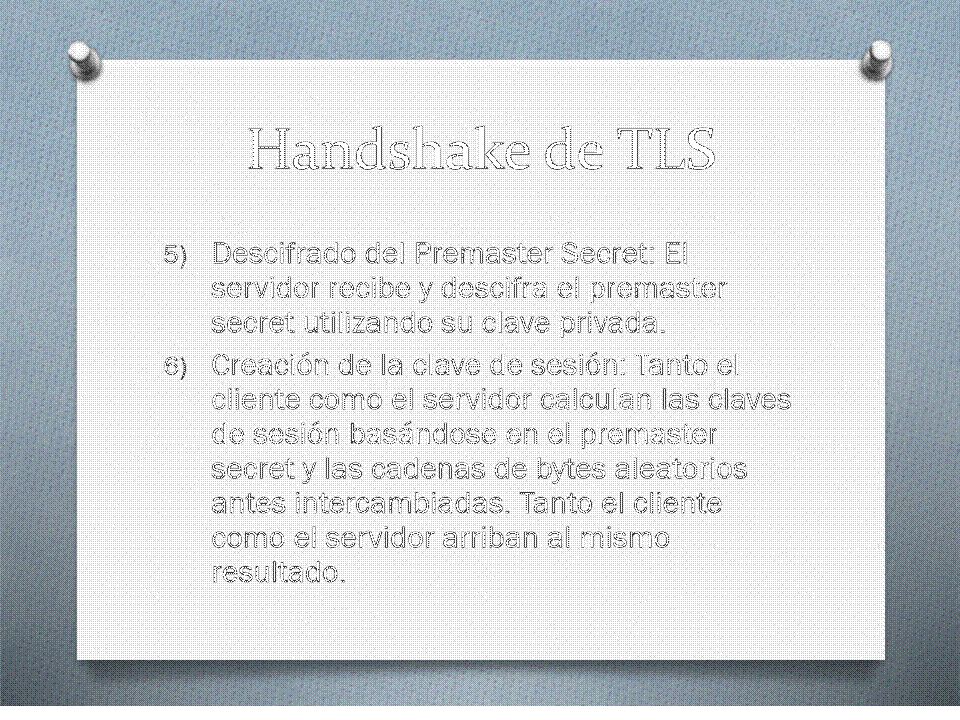 Handshake de TLS
5) Descifrado del Premaster Secret: El
servidor recibe y descifra el premaster
secret utilizando su clave privada.
6) Creación de la clave de sesión: Tanto el
cliente como el servidor calculan las claves
de sesión basándose en el premaster
secret y las cadenas de bytes aleatorios
antes intercambiadas. Tanto el cliente
como el servidor arriban al mismo
resultado.